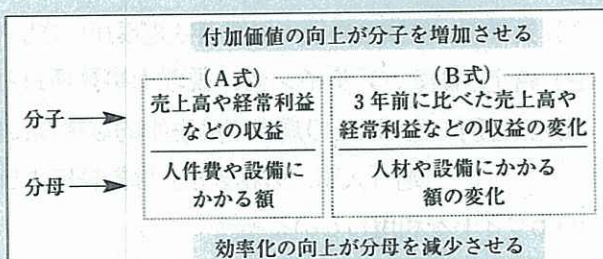 付加価値の向上が分子を増加させる
(A式)
売上高や経常利益
などの収益
(B式)
3年前に比べた売上高や
経常利益などの収益の変化
分子
人件費や設備に
かかる額
人材や設備にかかる
額の変化
分母
効率化の向上が分母を減少させる